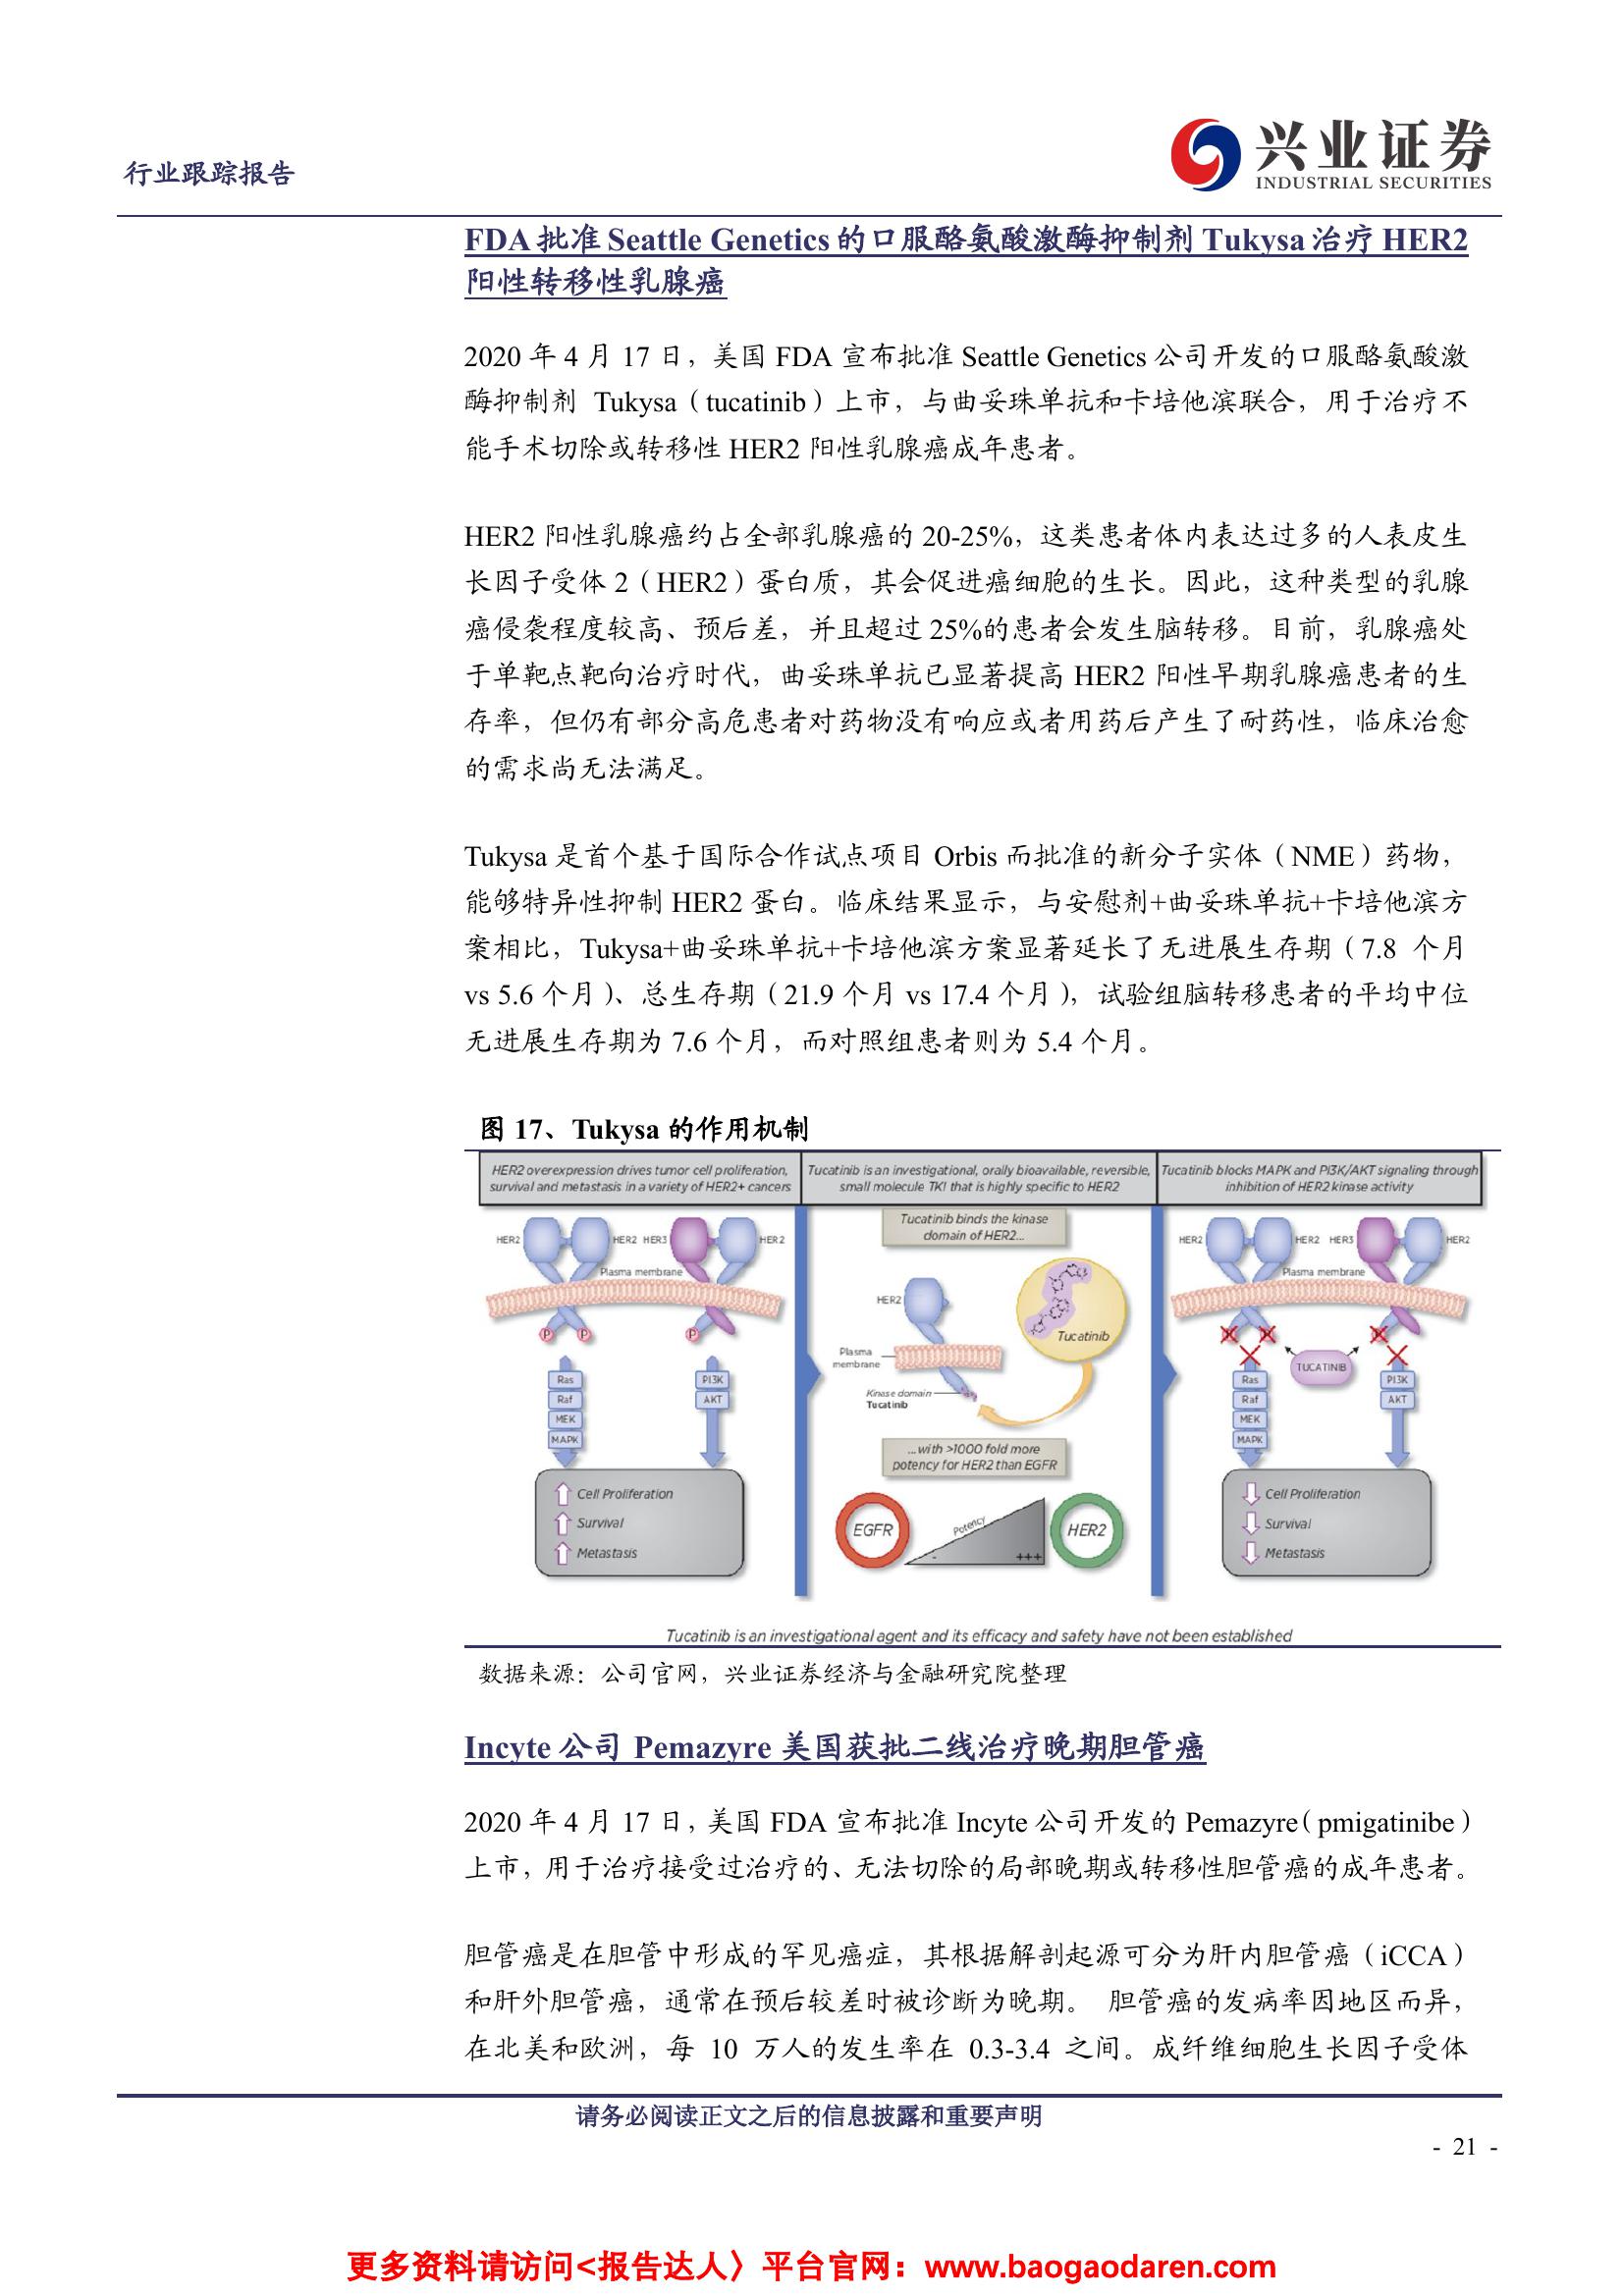 行业跟踪报告
兴业证券
INDUSTRIAL SECURITIES
FDA批准 Seattle Genetics的口服酪氨酸激酶抑制剂 Tukysa治疗 HER2
阳性转移性乳腺癌
2020 年 4 月 17 日，美国 FDA 宣布批准 Seattle Genetics 公司开发的口服酪氨酸激
酶抑制剂 Tukysa（tucatinib）上市，与曲妥珠单抗和卡培他滨联合，用于治疗不
能手术切除或转移性 HER2 阳性乳腺癌成年患者。
HER2 阳性乳腺癌约占全部乳腺癌的 20-25%，这类患者体内表达过多的人表皮生
长因子受体 2（HER2）蛋白质，其会促进癌细胞的生长。因此，这种类型的乳腺
癌侵袭程度较高、预后差，并且超过 25%的患者会发生脑转移。目前，乳腺癌处
于单靶点靶向治疗时代，曲妥珠单抗已显著提高 HER2 阳性早期乳腺癌患者的生
存率，但仍有部分高危患者对药物没有响应或者用药后产生了耐药性，临床治愈
的需求尚无法满足。
Tukysa 是首个基于国际合作试点项目 Orbis 而批准的新分子实体（NME）药物，
能够特异性抑制 HER2 蛋白。临床结果显示，与安慰剂+曲妥珠单抗+卡培他滨方
案相比，Tukysa+曲妥珠单抗+卡培他滨方案显著延长了无进展生存期（7.8 个月
vs 5.6 个月）、总生存期（21.9 个月 vs 17.4 个月），试验组脑转移患者的平均中位
无进展生存期为 7.6 个月，而对照组患者则为 5.4 个月。
图 17、Tukysa 的作用机制
HER2 overexpression drives tumor cell proliferation,
survival and metastasis in a variety of HER2+ cancers
Tucatinib is an investigational, orally bioavailable, reversible,
small molecule TKI that is highly specific to HER2
Tucatinib blocks MAPK and PI3K/AKT signaling through
inhibition of HER2 kinase activity
HER2
HER2 HER3
HER2
Plasma membrane
P
P
P
Ras
Raf
MEK
MAPK
PI3K
AKT
Cell Proliferation
Survival
Metastasis
Tucatinib binds the kinase
domain of HER2...
HER2
Tucatinib
Plasma
membrane
Kinase domain
Tucatinib
...with >1000 fold more
potency for HER2 than EGFR
EGFR
Potency
-
+++
HER2
HER2
HER2 HER3
HER2
Plasma membrane
TUCATINIB
Ras
Raf
MEK
MAPK
PI3K
AKT
Cell Proliferation
Survival
Metastasis
Tucatinib is an investigational agent and its efficacy and safety have not been established
数据来源：公司官网，兴业证券经济与金融研究院整理
Incyte 公司 Pemazyre 美国获批二线治疗晚期胆管癌
2020 年 4 月 17 日，美国 FDA 宣布批准 Incyte 公司开发的 Pemazyre（pmigatinibe）
上市，用于治疗接受过治疗的、无法切除的局部晚期或转移性胆管癌的成年患者。
胆管癌是在胆管中形成的罕见癌症，其根据解剖起源可分为肝内胆管癌（iCCA）
和肝外胆管癌，通常在预后较差时被诊断为晚期。 胆管癌的发病率因地区而异，
在北美和欧洲，每 10 万人的发生率在 0.3-3.4 之间。成纤维细胞生长因子受体
请务必阅读正文之后的信息披露和重要声明
- 21 -
更多资料请访问<报告达人〉平台官网：www.baogaodaren.com